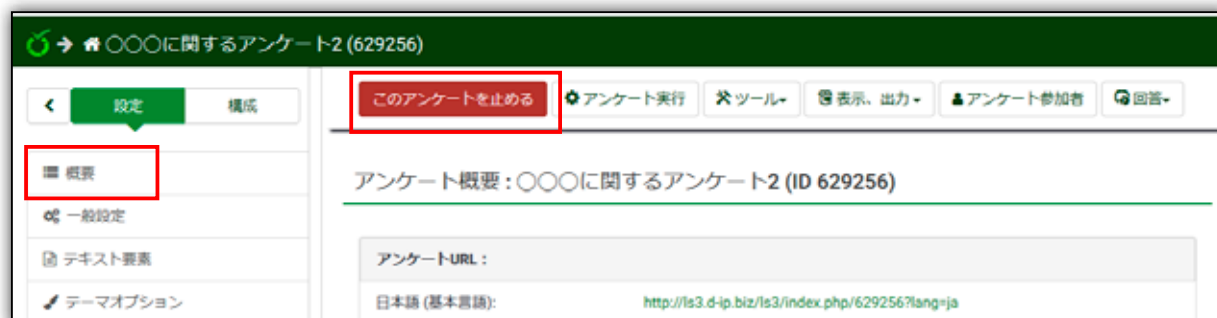 〇〇〇に関するアンケート2 (629256)
設定 構成
このアンケートを止める アンケート実行 ツール 表示、出力 アンケート参加者 回答
概要
アンケート概要 : 〇〇〇に関するアンケート2 (ID 629256)
一般設定
テキスト要素
アンケートURL :
テーマオプション
日本語 (基本言語): http://ls3.d-ip.biz/ls3/index.php/629256?lang=ja